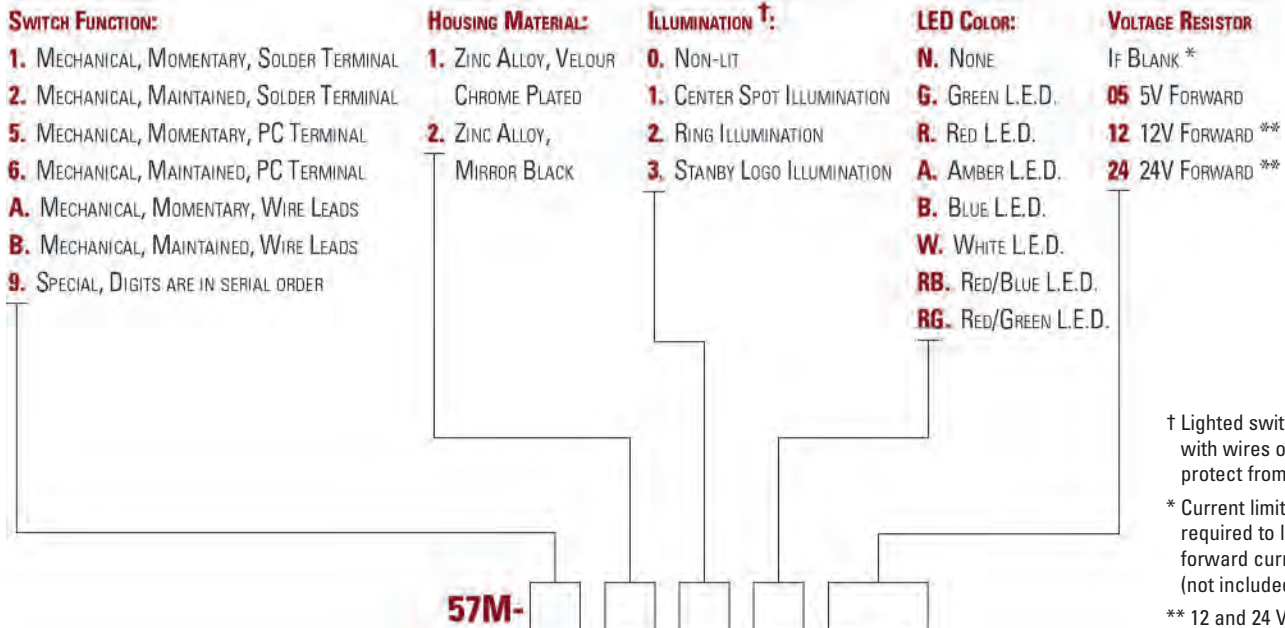 SWITCH FUNCTION:
1. MECHANICAL, MOMENTARY, SOLDER TERMINAL
2. MECHANICAL, MAINTAINED, SOLDER TERMINAL
5. MECHANICAL, MOMENTARY, PC TERMINAL
6. MECHANICAL, MAINTAINED, PC TERMINAL
A. MECHANICAL, MOMENTARY, WIRE LEADS
B. MECHANICAL, MAINTAINED, WIRE LEADS
9. SPECIAL, DIGITS ARE IN SERIAL ORDER
HOUSING MATERIAL:
1. ZINC ALLOY, VELOUR
CHROME PLATED
2. ZINC ALLOY,
MIRROR BLACK
ILLUMINATION †:
0. NON-LIT
1. CENTER SPOT ILLUMINATION
2. RING ILLUMINATION
3. STANBY LOGO ILLUMINATION
LED COLOR:
N. NONE
G. GREEN L.E.D.
R. RED L.E.D.
A. AMBER L.E.D.
B. BLUE L.E.D.
W. WHITE L.E.D.
RB. RED/BLUE L.E.D.
RG. RED/GREEN L.E.D.
VOLTAGE RESISTOR
IF BLANK *
05 5V FORWARD
12 12V FORWARD **
24 24V FORWARD **
† Lighted swit
with wires o
protect from
* Current limit
required to l
forward curr
(not included
** 12 and 24 V
57M-